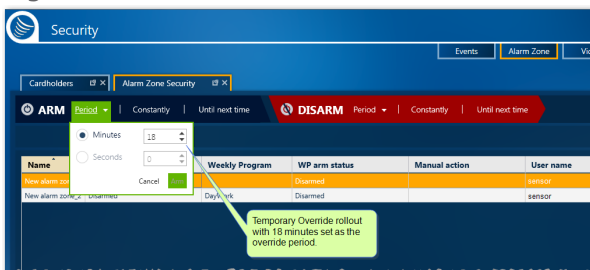 Security
Events Alarm Zone
Cardholders Alarm Zone Security
ARM Period Constantly Until next time DISARM Period Constantly Until next time
Minutes 18
Seconds 0
Name Weekly Program WP arm status Manual action User name
Cancel
New alarm Disarmed sensor
New alarm zone_2 Disarmed Disarmed sensor
Temporary Override rollout
with 18 minutes set as the
override period.